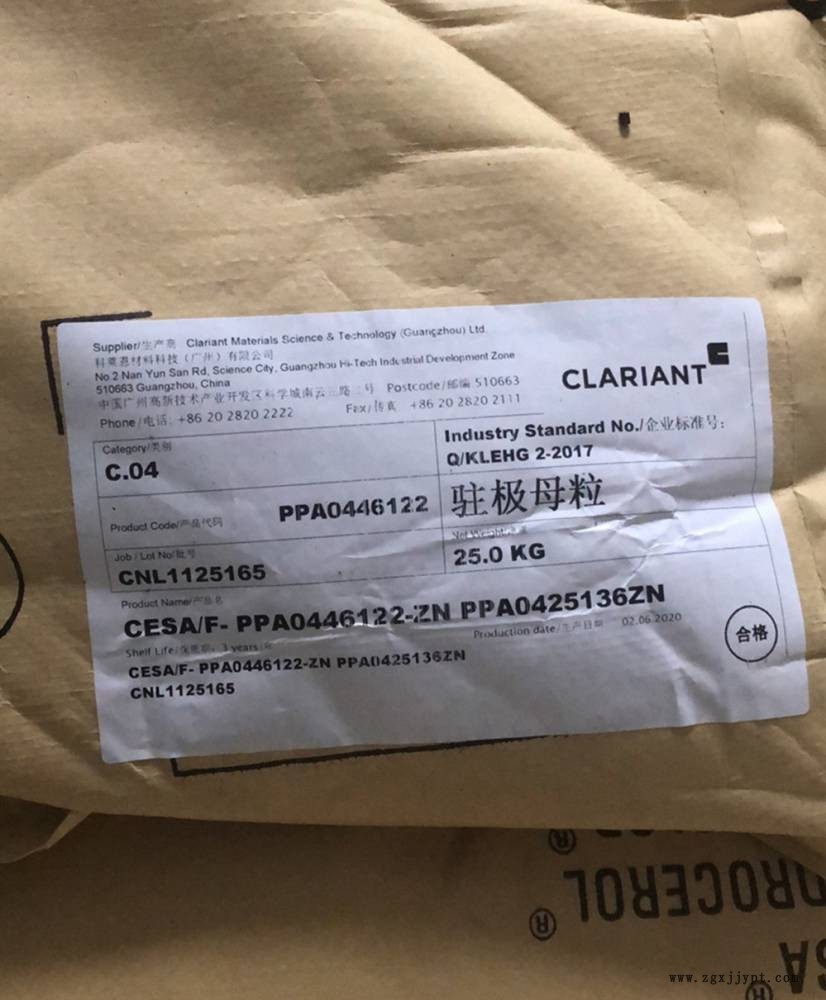 Supplier/生产商 Clariant Materials Science & Technology (Guangzhou) Ltd.
科莱恩材料科技（广州）有限公司
No 2 Nan Yun San Rd, Science City, Guangzhou Hi-Tech Industrial Development Zone
510663 Guangzhou, China
中国广州高新技术产业开发区科学城南云三路二号 Postcode/邮编 510663
Phone/电话: +86 20 2820 2222 Fax/传真 +86 20 2820 2111
CLARIANT
Category/类别
C.04
Industry Standard No./企业标准号:
Q/KLEHG 2-2017
Product Code/产品代码 PPA0446122
驻极母粒
Job / Lot No/批号
CNL1125165
Net Weight
25.0 KG
Product Name/产品名
CESA/F- PPA0446122-ZN PPA0425136ZN
Shelf Life/保质期: 3 years/年
Production date/生产日期 02.06.2020
合格
CESA/F- PPA0446122-ZN PPA0425136ZN
CNL1125165
®
DROCEROL®
SA
®
www.zgxjjypt.com